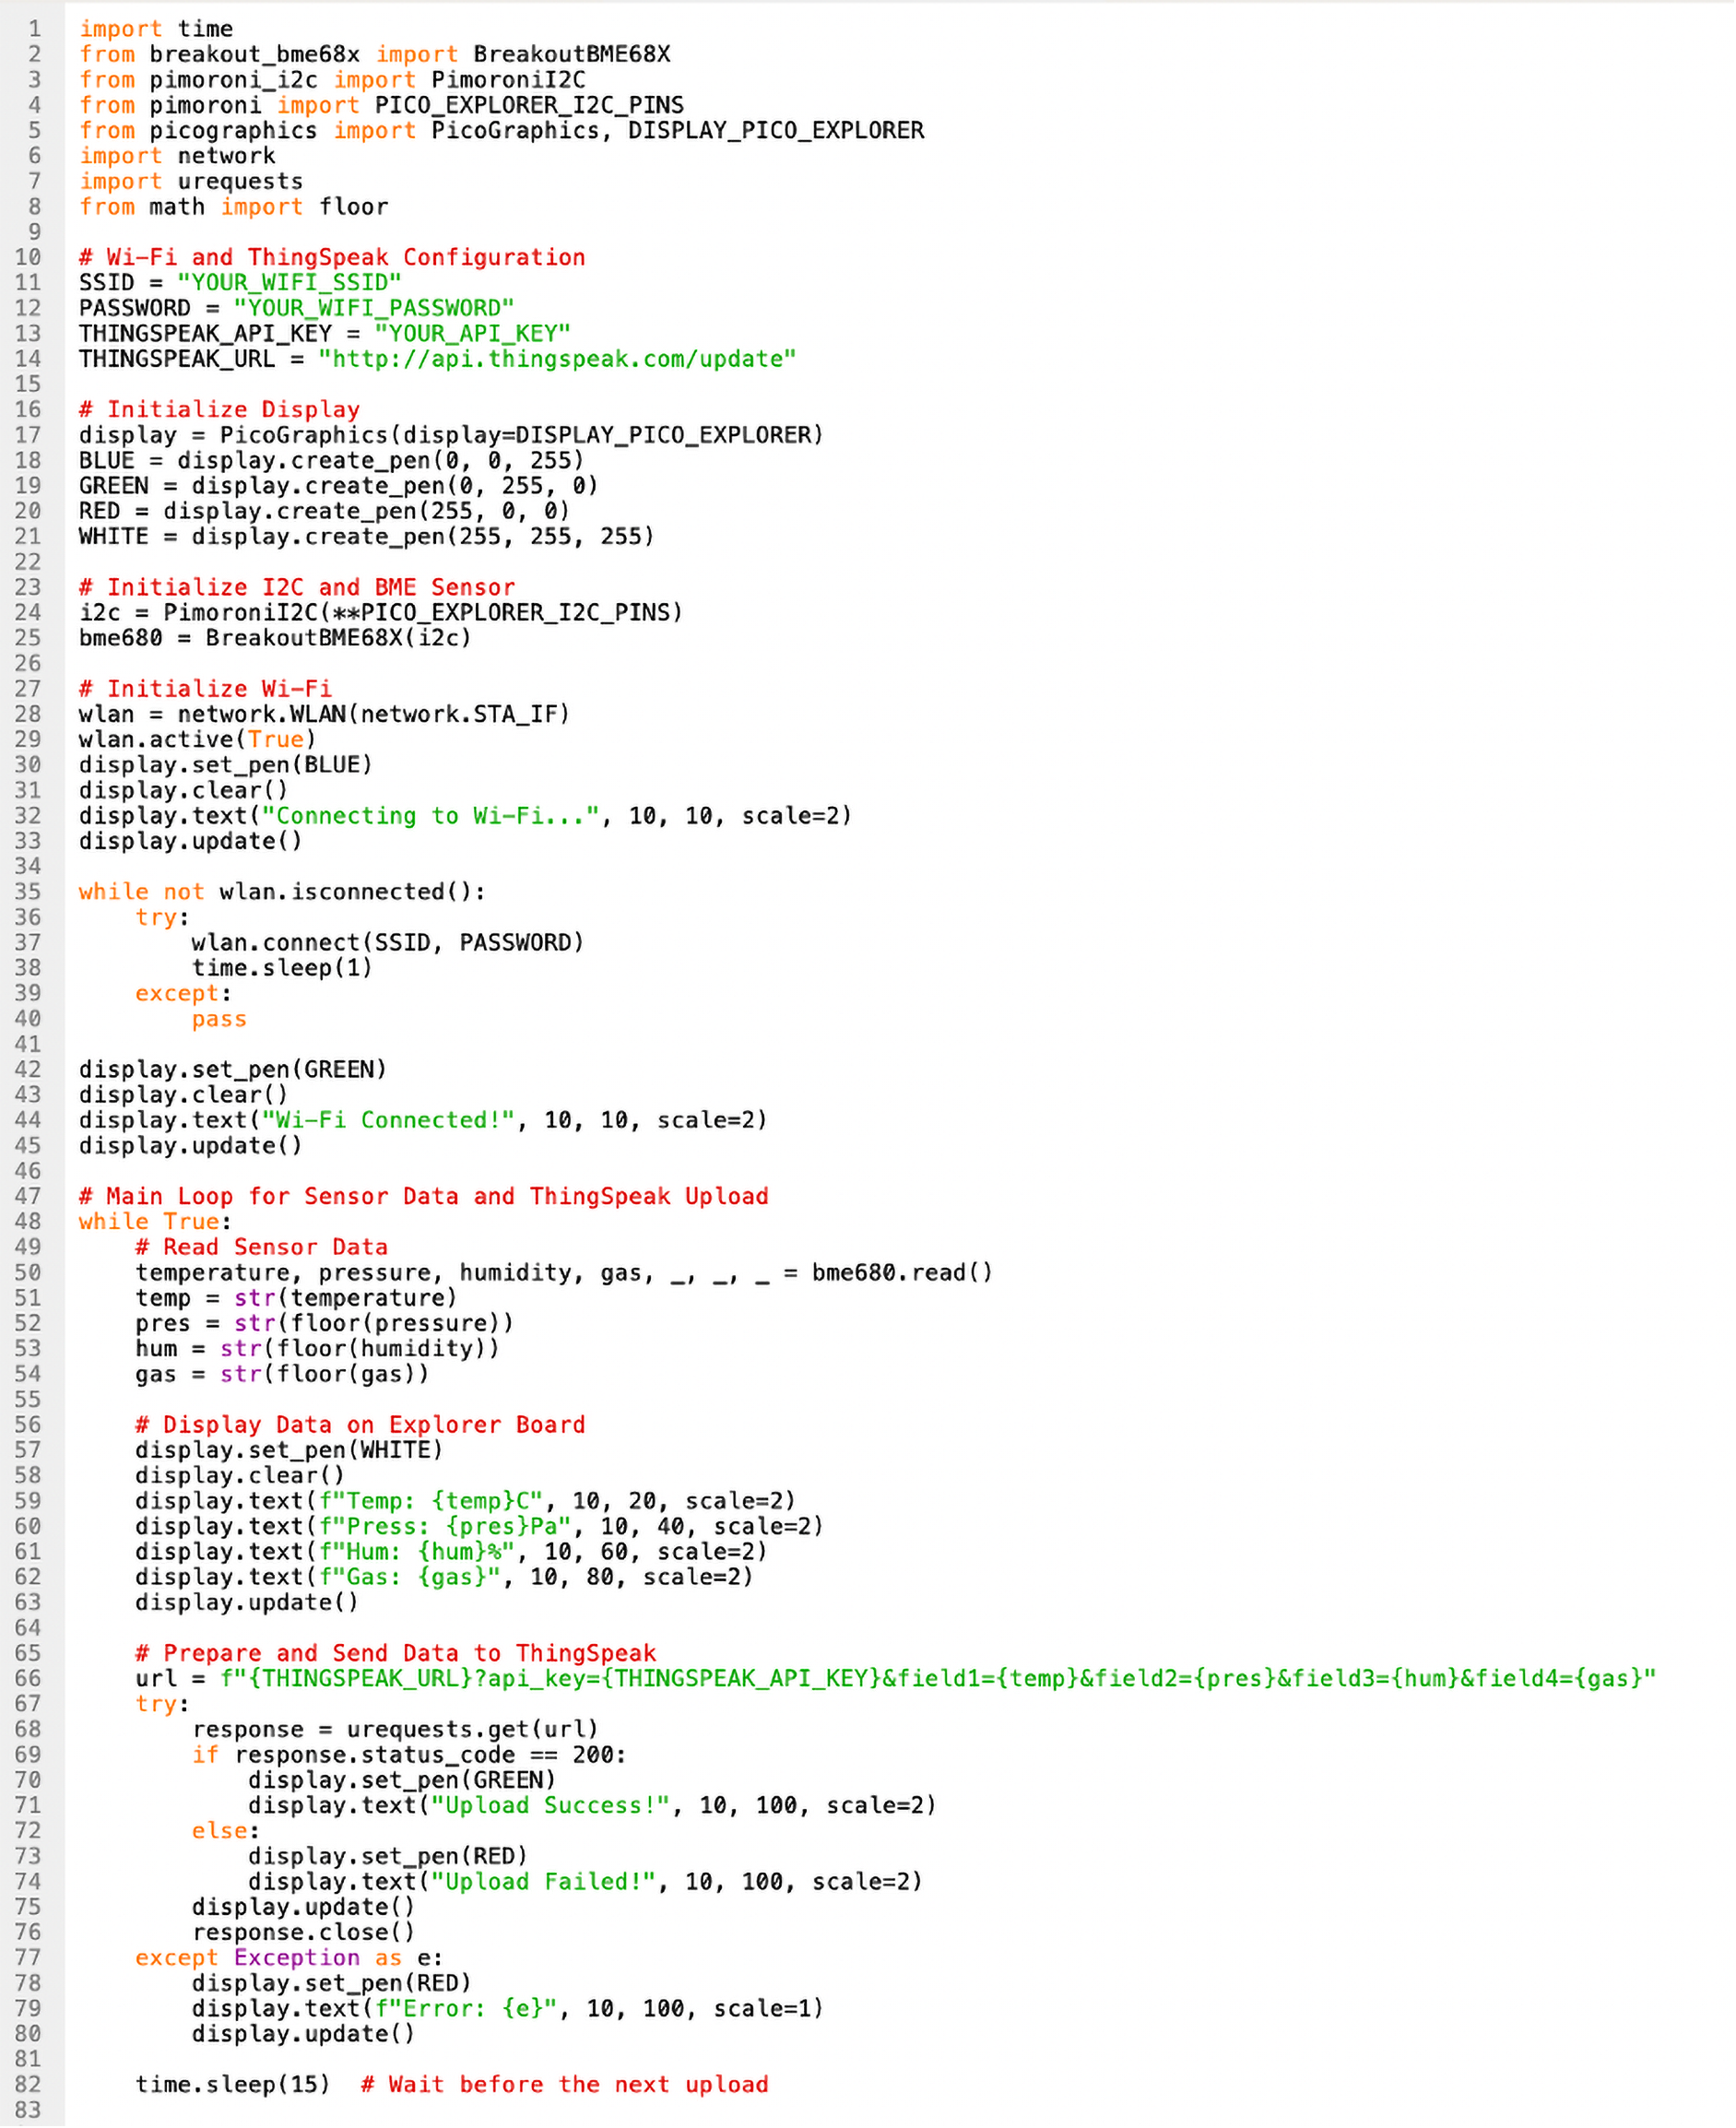 1 import time
2 from breakout_bme68x import BreakoutBME68X
3 from pimoroni_i2c import PimoroniI2C
4 from pimoroni import PICO_EXPLORER_I2C_PINS
5 from picographics import PicoGraphics, DISPLAY_PICO_EXPLORER
6 import network
7 import urequests
8 from math import floor
9
10 # Wi-Fi and ThingSpeak Configuration
11 SSID = "YOUR_WIFI_SSID"
12 PASSWORD = "YOUR_WIFI_PASSWORD"
13 THINGSPEAK_API_KEY = "YOUR_API_KEY"
14 THINGSPEAK_URL = "http://api.thingspeak.com/update"
15
16 # Initialize Display
17 display = PicoGraphics(display=DISPLAY_PICO_EXPLORER)
18 BLUE = display.create_pen(0, 0, 255)
19 GREEN = display.create_pen(0, 255, 0)
20 RED = display.create_pen(255, 0, 0)
21 WHITE = display.create_pen(255, 255, 255)
22
23 # Initialize I2C and BME Sensor
24 i2c = PimoroniI2C(**PICO_EXPLORER_I2C_PINS)
25 bme680 = BreakoutBME68X(i2c)
26
27 # Initialize Wi-Fi
28 wlan = network.WLAN(network.STA_IF)
29 wlan.active(True)
30 display.set_pen(BLUE)
31 display.clear()
32 display.text("Connecting to Wi-Fi...", 10, 10, scale=2)
33 display.update()
34
35 while not wlan.isconnected():
36     try:
37         wlan.connect(SSID, PASSWORD)
38         time.sleep(1)
39     except:
40         pass
41
42 display.set_pen(GREEN)
43 display.clear()
44 display.text("Wi-Fi Connected!", 10, 10, scale=2)
45 display.update()
46
47 # Main Loop for Sensor Data and ThingSpeak Upload
48 while True:
49     # Read Sensor Data
50     temperature, pressure, humidity, gas, _, _, _ = bme680.read()
51     temp = str(temperature)
52     pres = str(floor(pressure))
53     hum = str(floor(humidity))
54     gas = str(floor(gas))
55
56     # Display Data on Explorer Board
57     display.set_pen(WHITE)
58     display.clear()
59     display.text(f"Temp: {temp}C", 10, 20, scale=2)
60     display.text(f"Press: {pres}Pa", 10, 40, scale=2)
61     display.text(f"Hum: {hum}%", 10, 60, scale=2)
62     display.text(f"Gas: {gas}", 10, 80, scale=2)
63     display.update()
64
65     # Prepare and Send Data to ThingSpeak
66     url = f"{THINGSPEAK_URL}?api_key={THINGSPEAK_API_KEY}&field1={temp}&field2={pres}&field3={hum}&field4={gas}"
67     try:
68         response = urequests.get(url)
69         if response.status_code == 200:
70             display.set_pen(GREEN)
71             display.text("Upload Success!", 10, 100, scale=2)
72         else:
73             display.set_pen(RED)
74             display.text("Upload Failed!", 10, 100, scale=2)
75         display.update()
76         response.close()
77     except Exception as e:
78         display.set_pen(RED)
79         display.text(f"Error: {e}", 10, 100, scale=1)
80         display.update()
81
82     time.sleep(15)  # Wait before the next upload
83